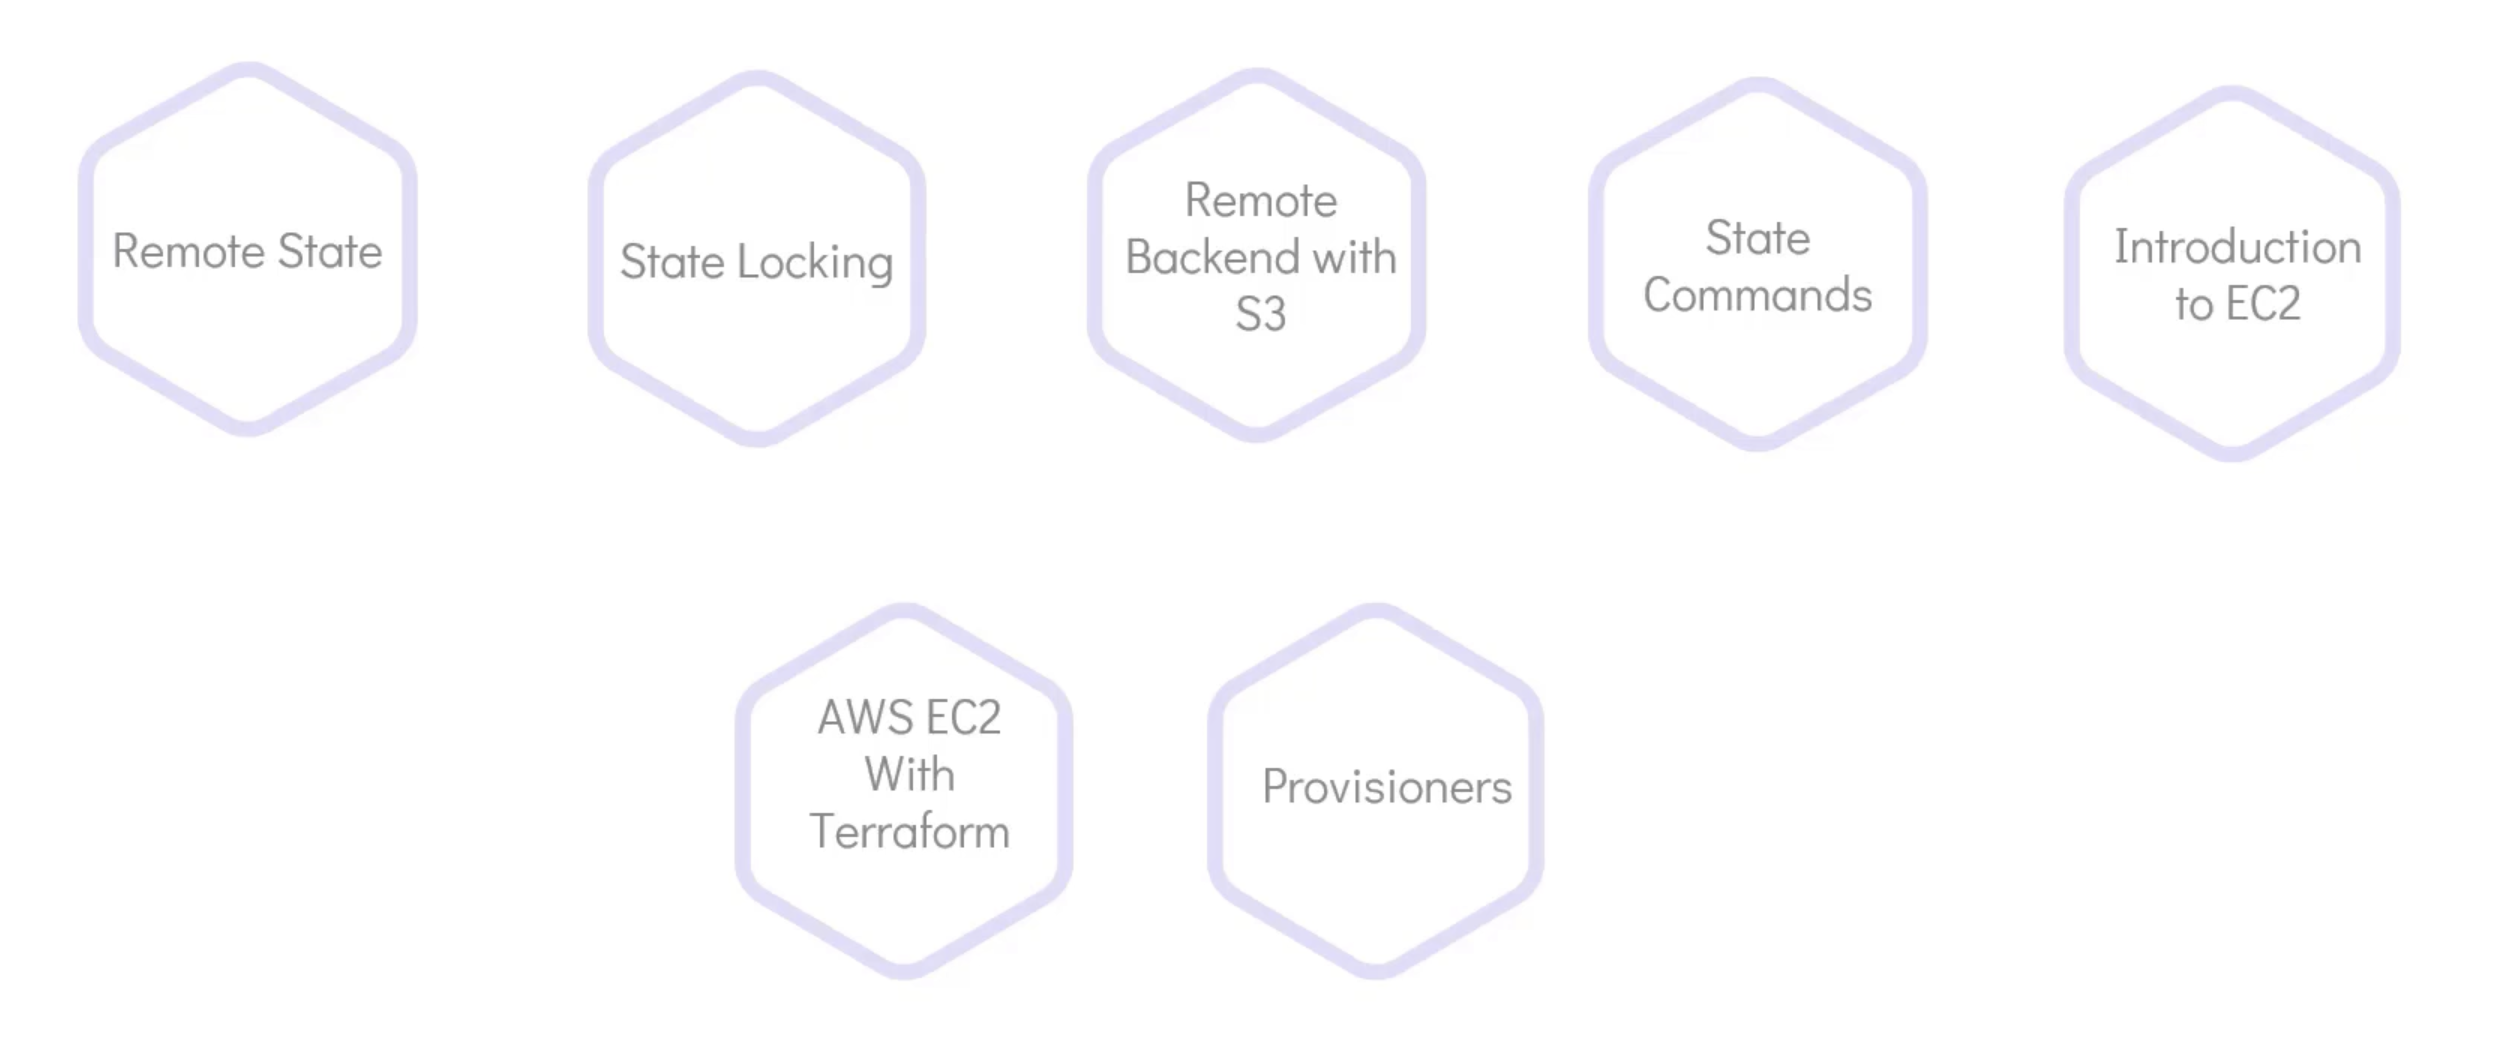 Remote State
State Locking
Remote
Backend with
S3
State
Commands
Introduction
to EC2
AWS EC2
With
Terraform
Provisioners